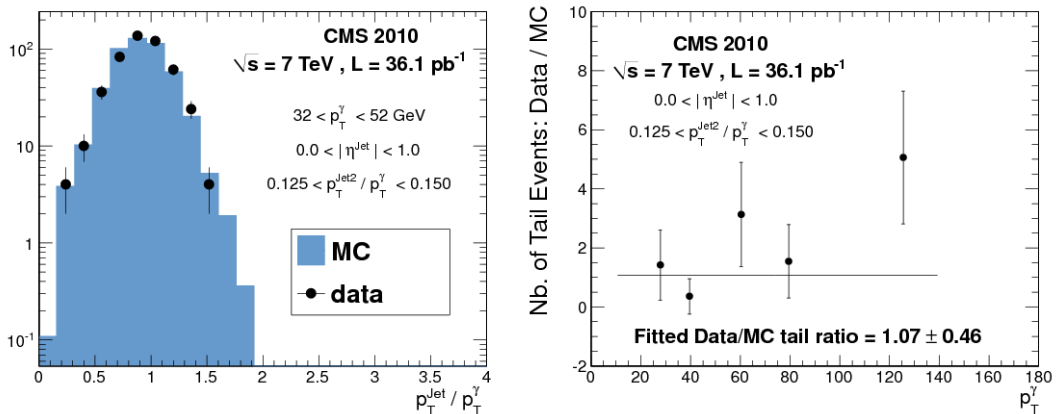 10²
10
1
10⁻¹
CMS 2010
√s = 7 TeV , L = 36.1 pb⁻¹
32 < p_T^γ < 52 GeV
0.0 < | η^Jet | < 1.0
0.125 < p_T^Jet2 / p_T^γ < 0.150
MC
data
0 0.5 1 1.5 2 2.5 3 3.5 4
p_T^Jet / p_T^γ
Nb. of Tail Events: Data / MC
10
8
6
4
2
0
-2
CMS 2010
√s = 7 TeV , L = 36.1 pb⁻¹
0.0 < | η^Jet | < 1.0
0.125 < p_T^Jet2 / p_T^γ < 0.150
Fitted Data/MC tail ratio = 1.07 ± 0.46
0 20 40 60 80 100 120 140 160 180
p_T^γ